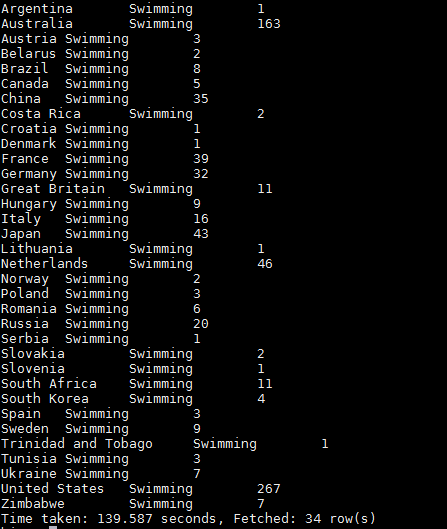 Argentina Swimming 1
Australia Swimming 163
Austria Swimming 3
Belarus Swimming 2
Brazil Swimming 8
Canada Swimming 5
China Swimming 35
Costa Rica Swimming 2
Croatia Swimming 1
Denmark Swimming 1
France Swimming 39
Germany Swimming 32
Great Britain Swimming 11
Hungary Swimming 9
Italy Swimming 16
Japan Swimming 43
Lithuania Swimming 1
Netherlands Swimming 46
Norway Swimming 2
Poland Swimming 3
Romania Swimming 6
Russia Swimming 20
Serbia Swimming 1
Slovakia Swimming 2
Slovenia Swimming 1
South Africa Swimming 11
South Korea Swimming 4
Spain Swimming 3
Sweden Swimming 9
Trinidad and Tobago Swimming 1
Tunisia Swimming 3
Ukraine Swimming 7
United States Swimming 267
Zimbabwe Swimming 7
Time taken: 139.587 seconds, Fetched: 34 row(s)